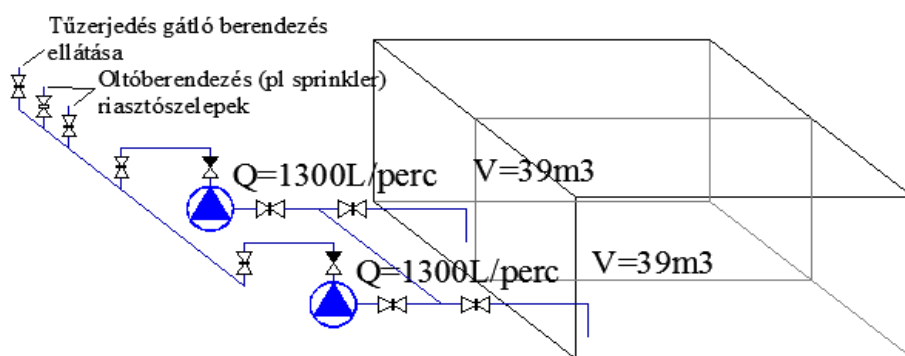 Tűzerjedés gátló berendezés
ellátása
Oltóberendezés (pl sprinkler)
riasztószelepek
Q=1300L/perc
V=39m3
Q=1300L/perc
V=39m3